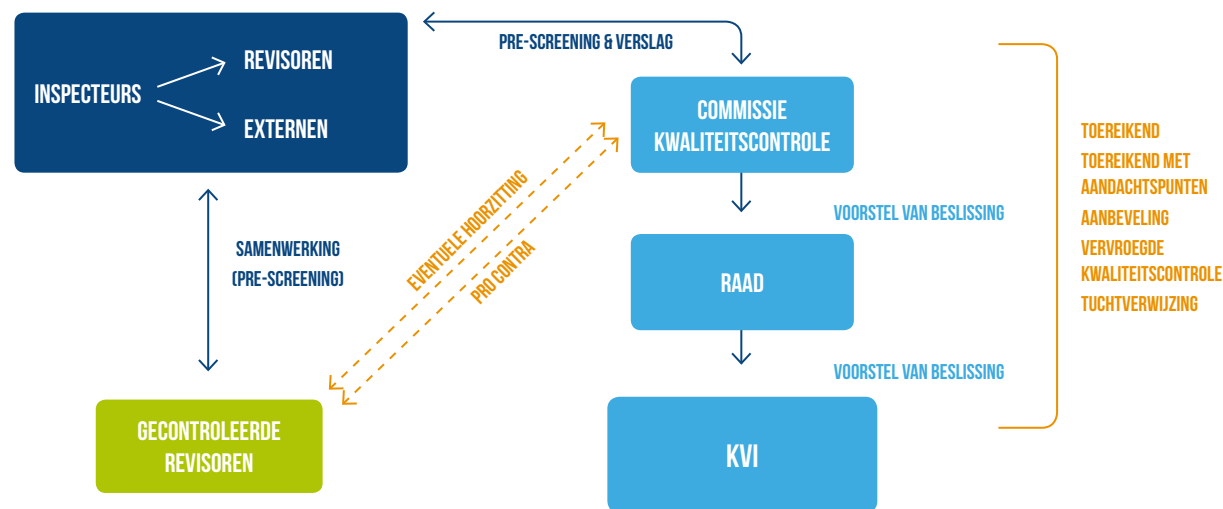 INSPECTEURS
REVISOREN
EXTERNEN
PRE-SCREENING & VERSLAG
COMMISSIE
KWALITEITSCONTROLE
SAMENWERKING
(PRE-SCREENING)
EVENTUELE HOORZITTING
PRO CONTRA
GECONTROLEERDE
REVISOREN
VOORSTEL VAN BESLISSING
RAAD
VOORSTEL VAN BESLISSING
KVI
TOEREIKEND
TOEREIKEND MET
AANDACHTSPUNTEN
AANBEVELING
VERVROEGDE
KWALITEITSCONTROLE
TUCHTVERWIJZING